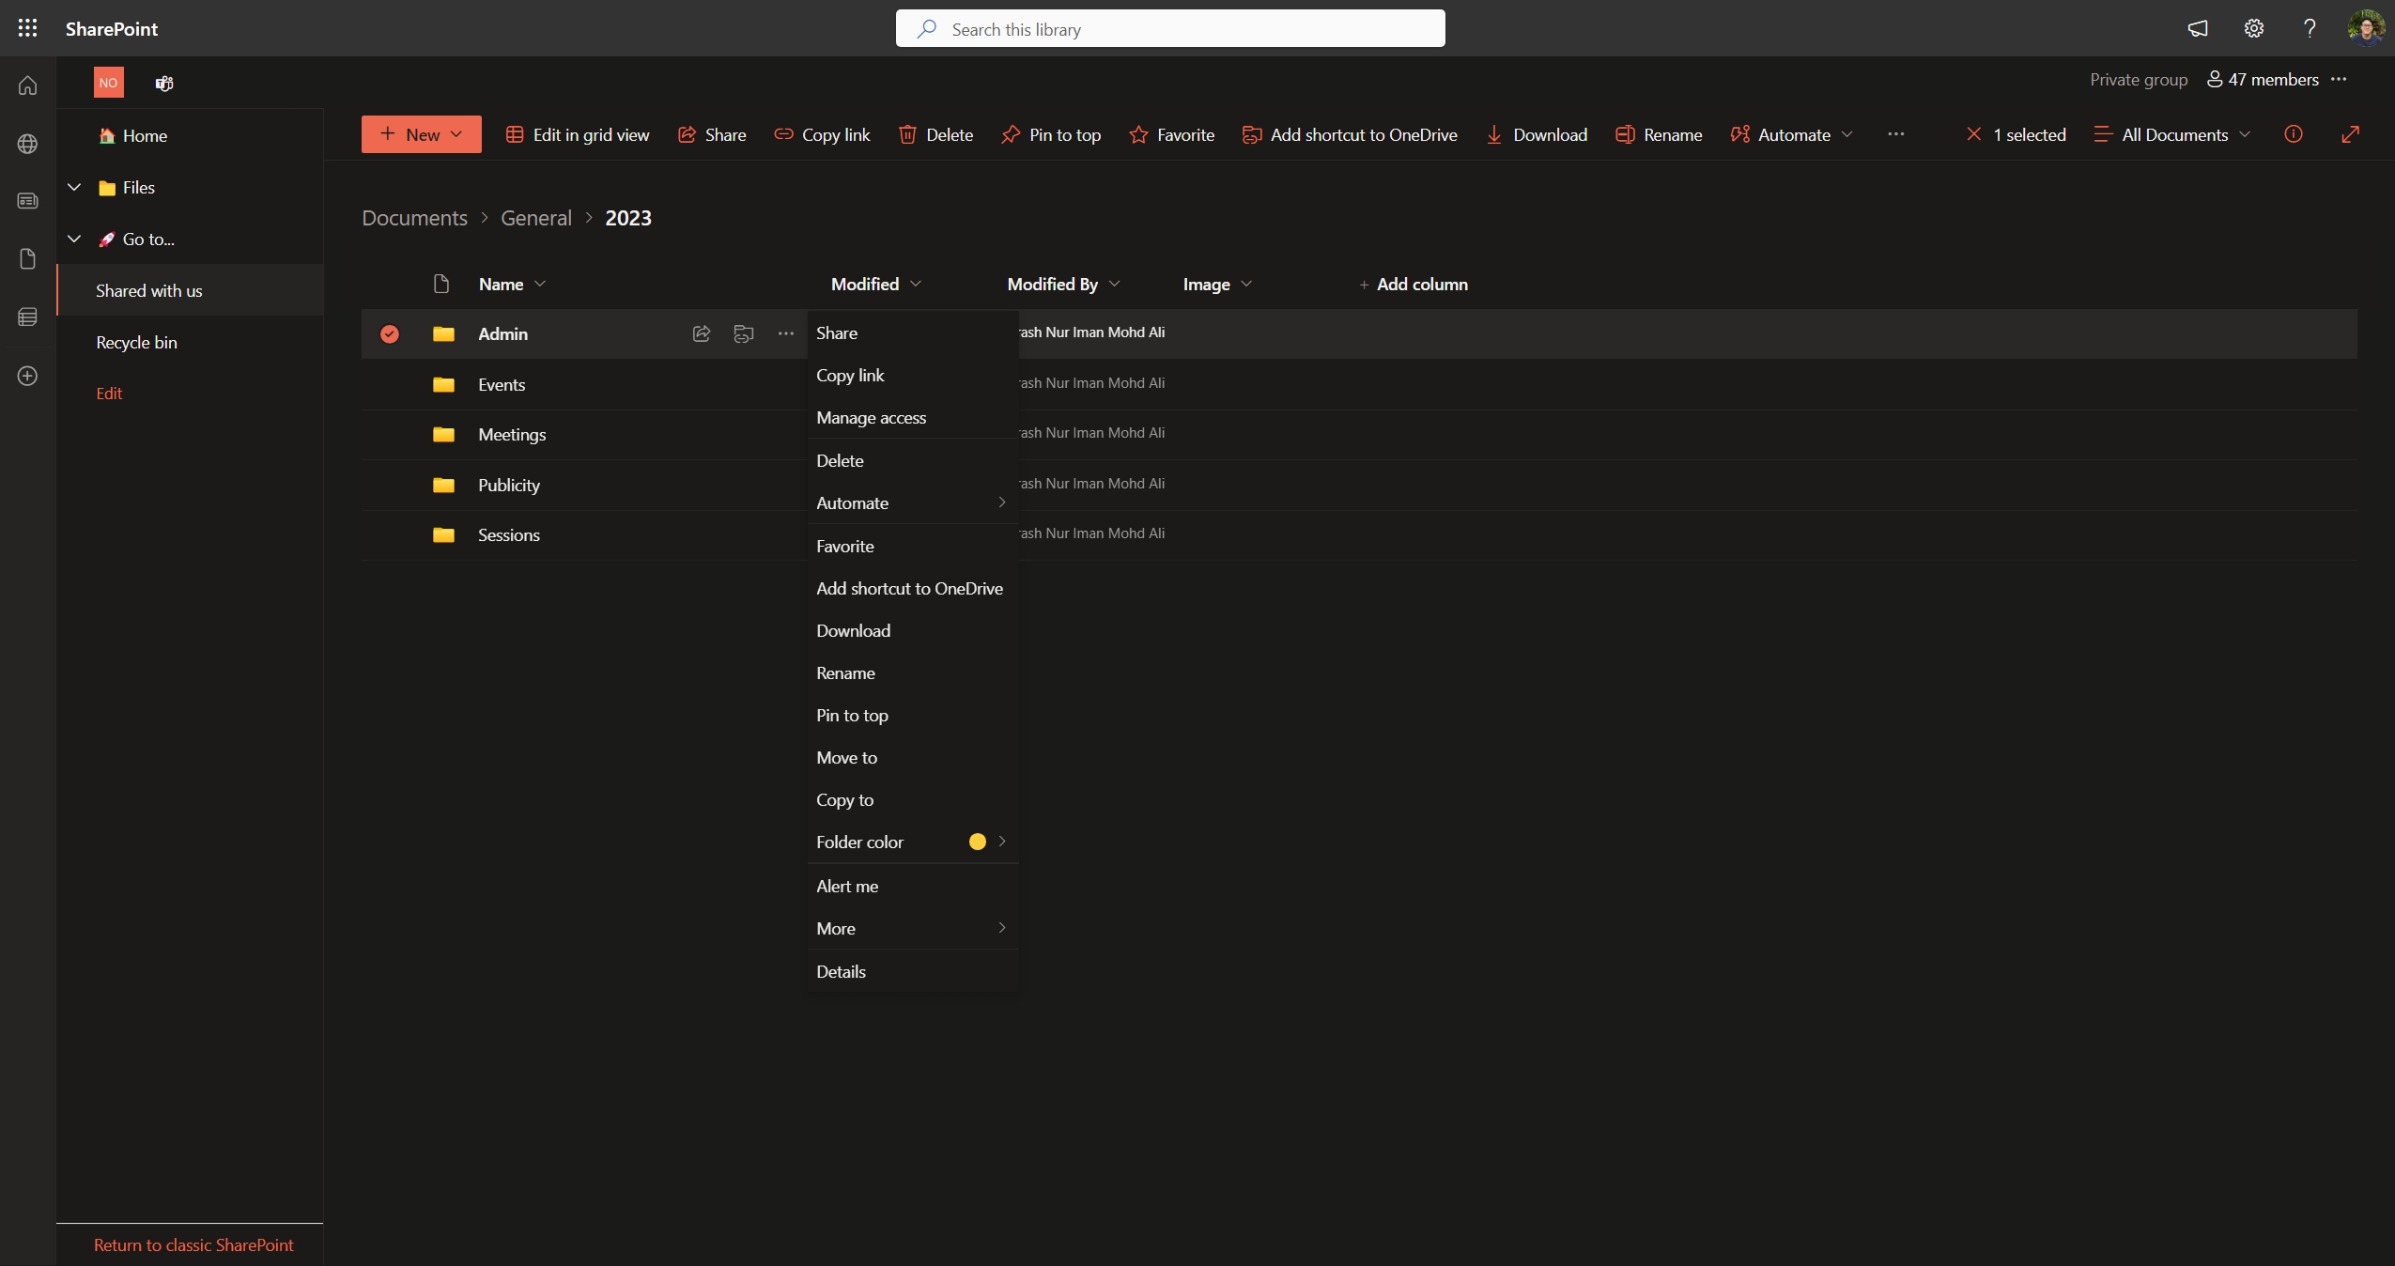 SharePoint
Search this library
NO
Private group
47 members
Home
Files
Go to...
Shared with us
Recycle bin
Edit
New
Edit in grid view
Share
Copy link
Delete
Pin to top
Favorite
Add shortcut to OneDrive
Download
Rename
Automate
1 selected
All Documents
Documents > General > 2023
Name
Modified
Modified By
Image
+ Add column
Admin
Nur Iman Mohd Ali
Events
Nur Iman Mohd Ali
Meetings
Nur Iman Mohd Ali
Publicity
Nur Iman Mohd Ali
Sessions
Nur Iman Mohd Ali
Share
Copy link
Manage access
Delete
Automate
Favorite
Add shortcut to OneDrive
Download
Rename
Pin to top
Move to
Copy to
Folder color
Alert me
More
Details
Return to classic SharePoint